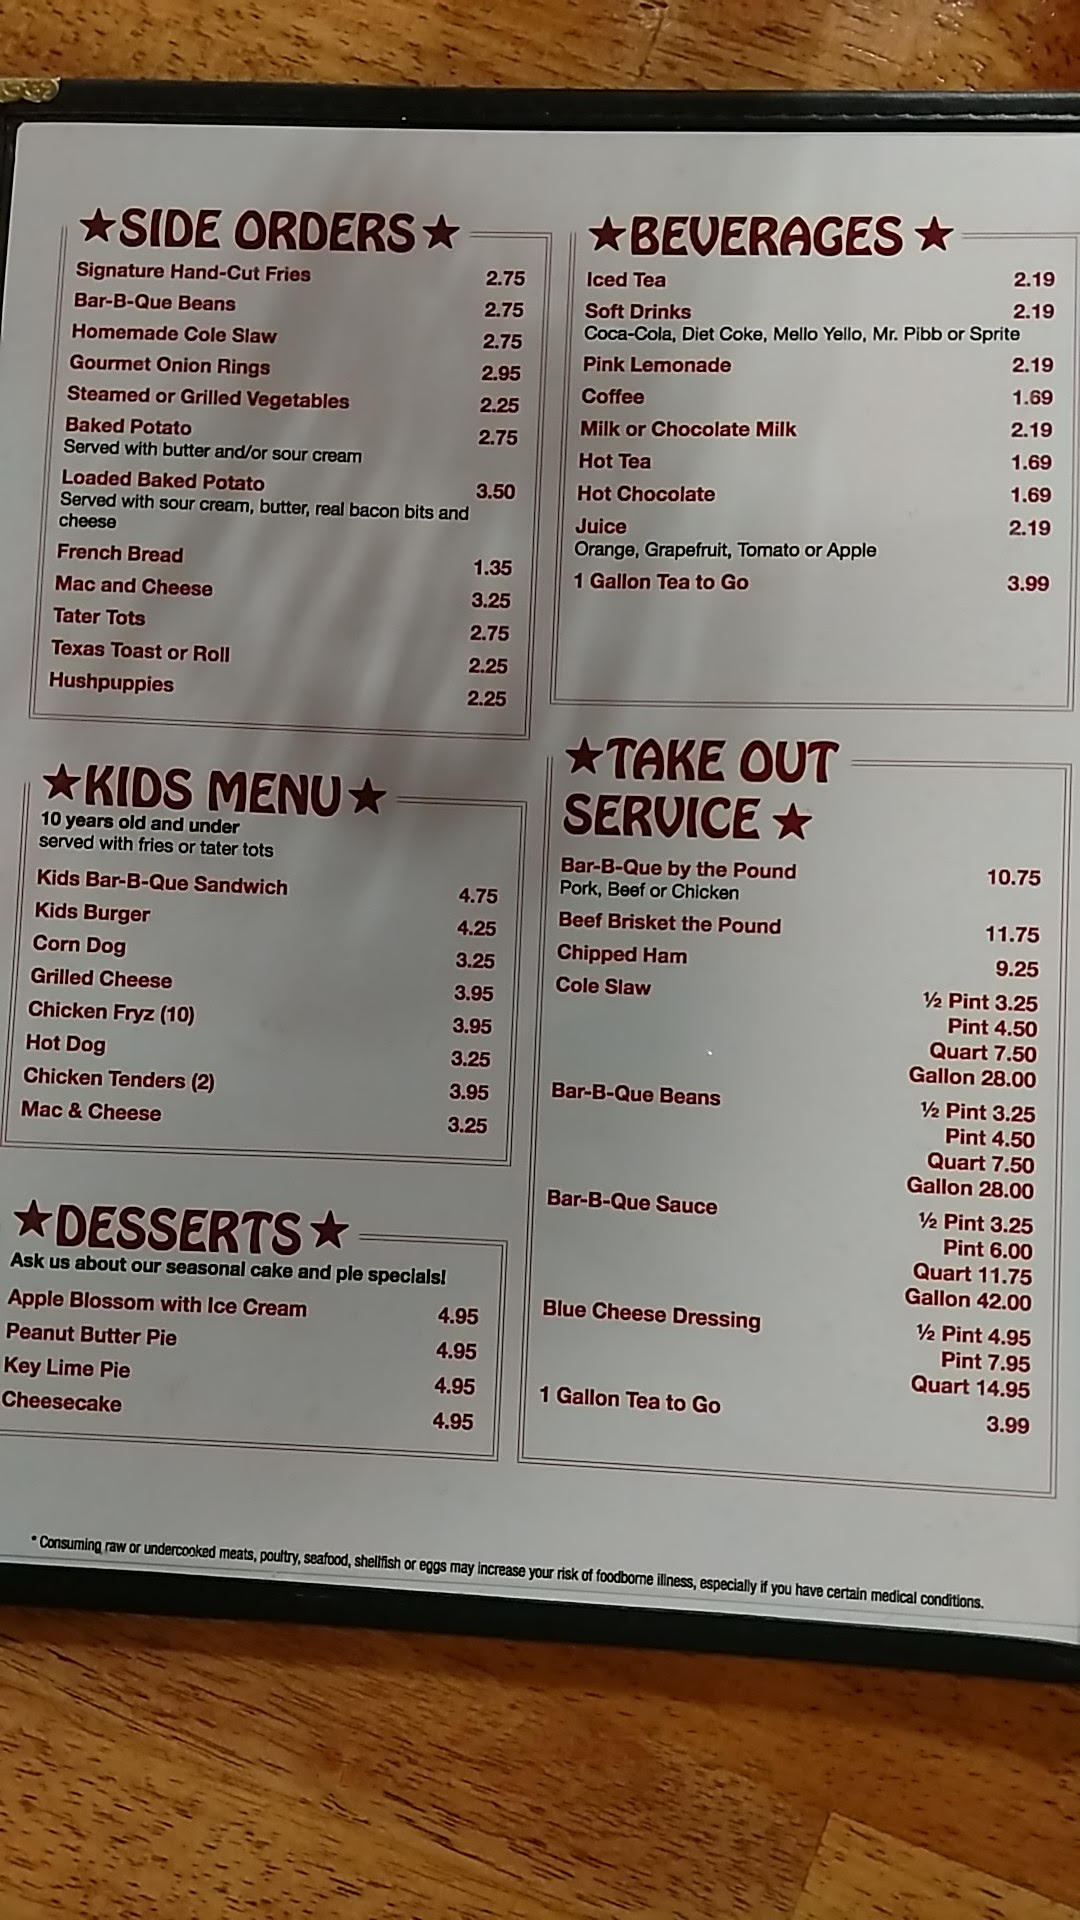 ★SIDE ORDERS★
Signature Hand-Cut Fries 2.75
Bar-B-Que Beans 2.75
Homemade Cole Slaw 2.75
Gourmet Onion Rings 2.95
Steamed or Grilled Vegetables 2.25
Baked Potato 2.75
Served with butter and/or sour cream
Loaded Baked Potato 3.50
Served with sour cream, butter, real bacon bits and
cheese
French Bread 1.35
Mac and Cheese 3.25
Tater Tots 2.75
Texas Toast or Roll 2.25
Hushpuppies 2.25
★KIDS MENU★
10 years old and under
served with fries or tater tots
Kids Bar-B-Que Sandwich 4.75
Kids Burger 4.25
Corn Dog 3.25
Grilled Cheese 3.95
Chicken Fryz (10) 3.95
Hot Dog 3.25
Chicken Tenders (2) 3.95
Mac & Cheese 3.25
★DESSERTS★
Ask us about our seasonal cake and pie specials!
Apple Blossom with Ice Cream 4.95
Peanut Butter Pie 4.95
Key Lime Pie 4.95
Cheesecake 4.95
★BEVERAGES★
Iced Tea 2.19
Soft Drinks 2.19
Coca-Cola, Diet Coke, Mello Yello, Mr. Pibb or Sprite
Pink Lemonade 2.19
Coffee 1.69
Milk or Chocolate Milk 2.19
Hot Tea 1.69
Hot Chocolate 1.69
Juice 2.19
Orange, Grapefruit, Tomato or Apple
1 Gallon Tea to Go 3.99
★TAKE OUT
SERVICE★
Bar-B-Que by the Pound 10.75
Pork, Beef or Chicken
Beef Brisket the Pound 11.75
Chipped Ham 9.25
Cole Slaw ½ Pint 3.25
Pint 4.50
Quart 7.50
Gallon 28.00
Bar-B-Que Beans ½ Pint 3.25
Pint 4.50
Quart 7.50
Gallon 28.00
Bar-B-Que Sauce ½ Pint 3.25
Pint 6.00
Quart 11.75
Gallon 42.00
Blue Cheese Dressing ½ Pint 4.95
Pint 7.95
Quart 14.95
1 Gallon Tea to Go 3.99
* Consuming raw or undercooked meats, poultry, seafood, shellfish or eggs may increase your risk of foodborne illness, especially if you have certain medical conditions.